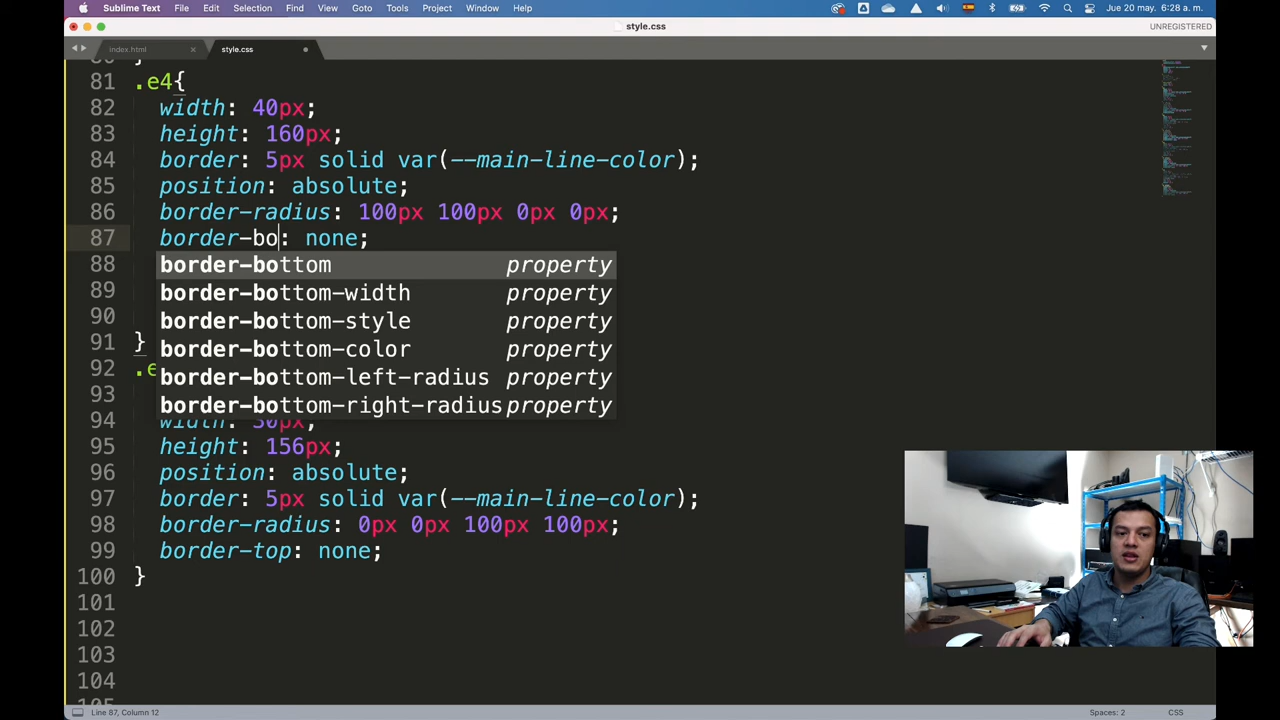 Sublime Text File Edit Selection Find View Goto Tools Project Window Help Jue 20 may. 6:28 a. m.
style.css UNREGISTERED
index.html × style.css
81 .e4{
82 width: 40px;
83 height: 160px;
84 border: 5px solid var(--main-line-color);
85 position: absolute;
86 border-radius: 100px 100px 0px 0px;
87 border-bo: none;
88 border-bottom property
89 border-bottom-width property
90 border-bottom-style property
91 } border-bottom-color property
92 .e border-bottom-left-radius property
93 border-bottom-right-radius property
94 width: 30px;
95 height: 156px;
96 position: absolute;
97 border: 5px solid var(--main-line-color);
98 border-radius: 0px 0px 100px 100px;
99 border-top: none;
100 }
101
102
103
104
Line 87, Column 12 Spaces: 2 CSS